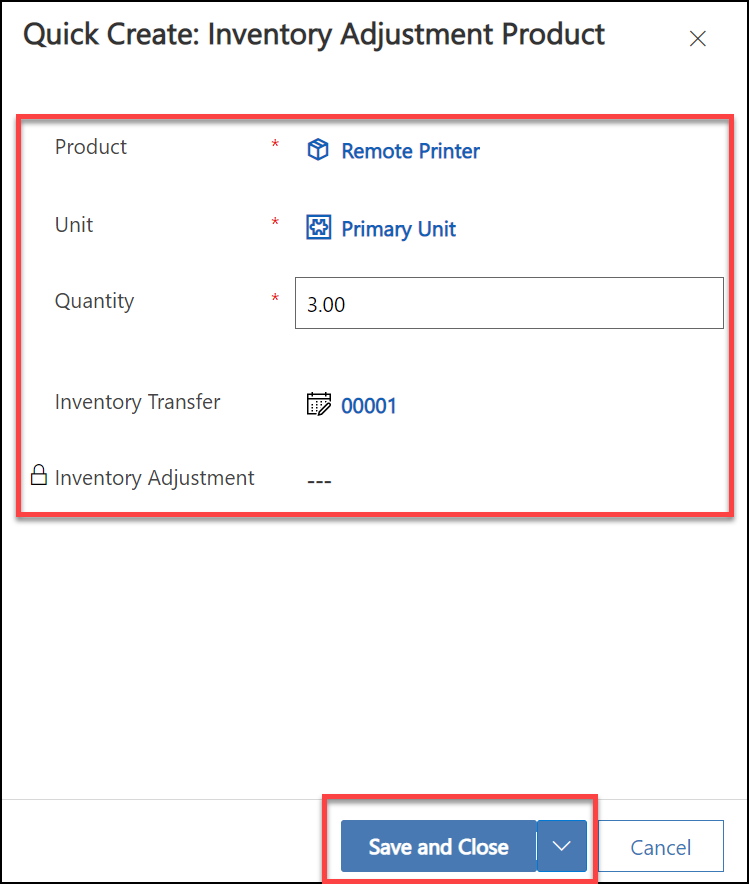 Quick Create: Inventory Adjustment Product
Product * Remote Printer
Unit * Primary Unit
Quantity * 3.00
Inventory Transfer 00001
Inventory Adjustment ---
Save and Close Cancel